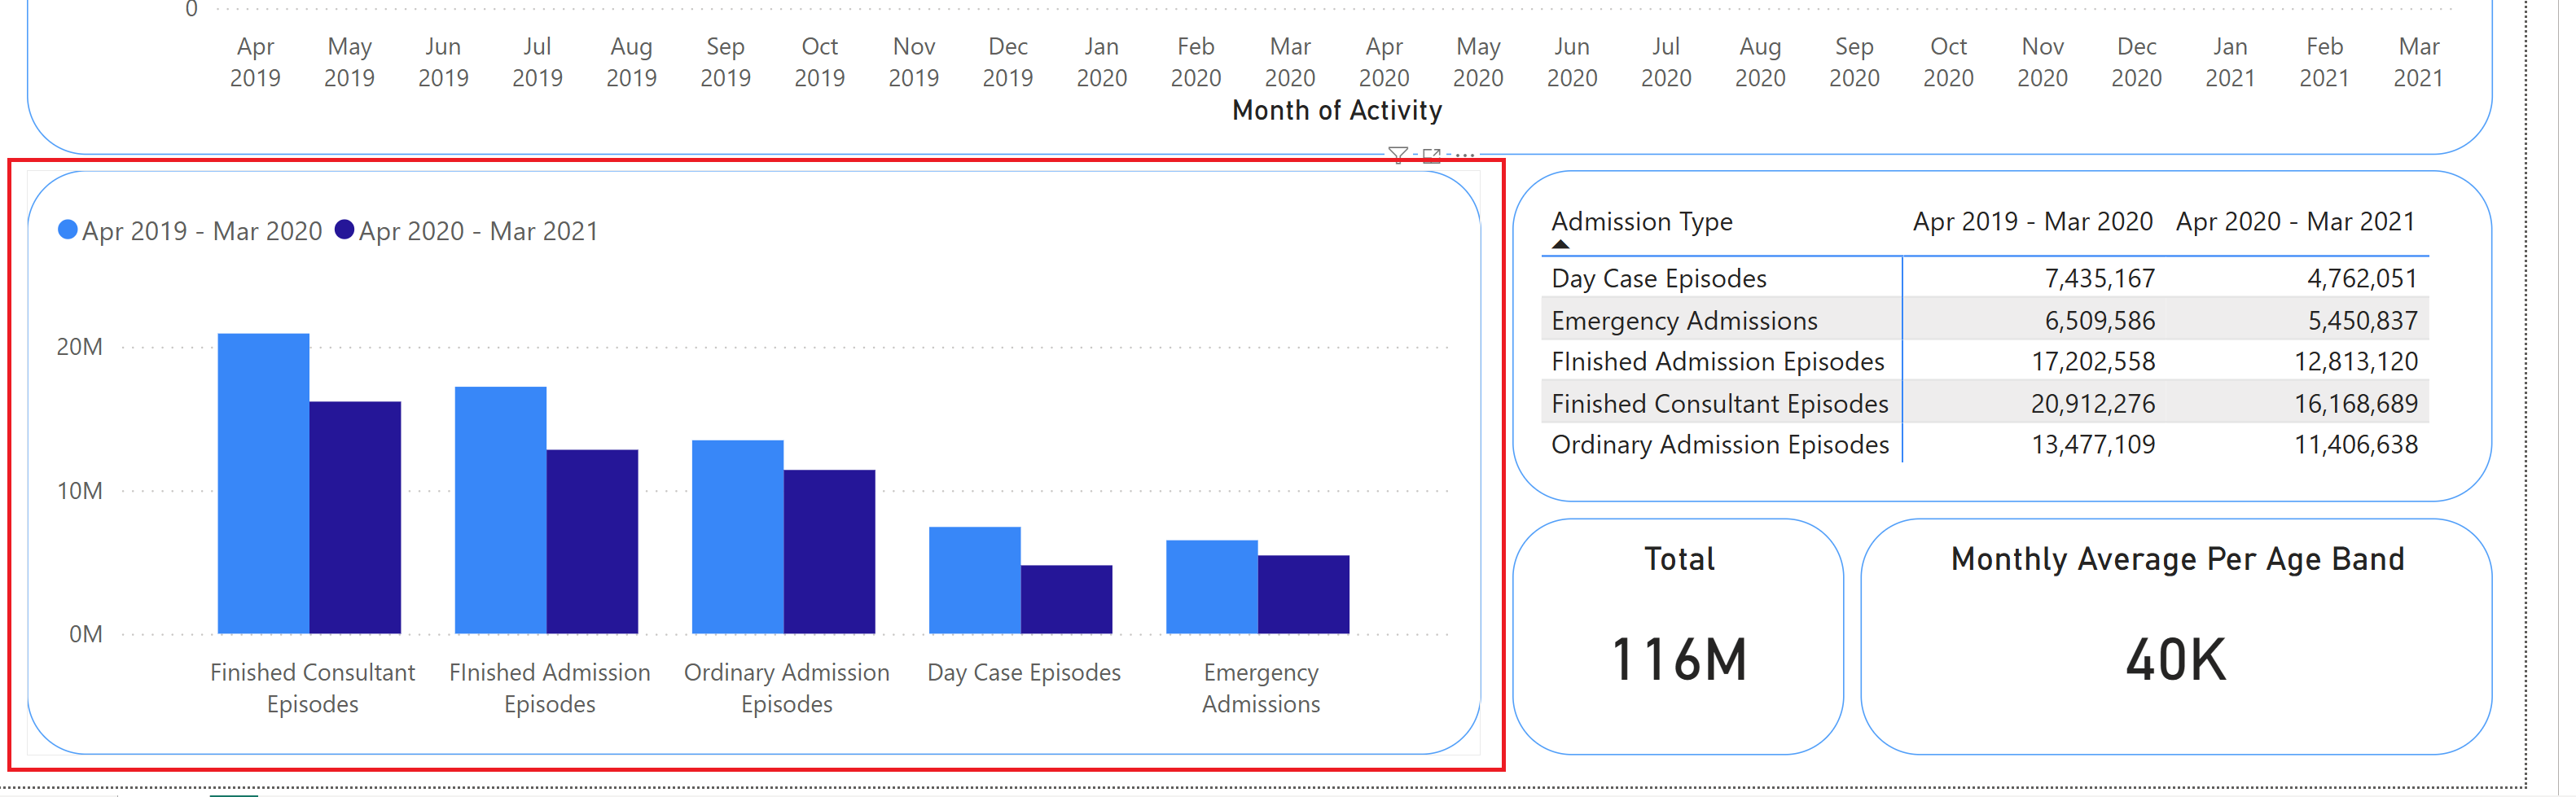 0
Apr May Jun Jul Aug Sep Oct Nov Dec Jan Feb Mar Apr May Jun Jul Aug Sep Oct Nov Dec Jan Feb Mar
2019 2019 2019 2019 2019 2019 2019 2019 2019 2020 2020 2020 2020 2020 2020 2020 2020 2020 2020 2020 2020 2021 2021 2021
Month of Activity
Apr 2019 - Mar 2020 Apr 2020 - Mar 2021
20M
10M
0M
Finished Consultant FInished Admission Ordinary Admission Day Case Episodes Emergency
Episodes Episodes Episodes Admissions
Admission Type Apr 2019 - Mar 2020 Apr 2020 - Mar 2021
Day Case Episodes 7,435,167 4,762,051
Emergency Admissions 6,509,586 5,450,837
FInished Admission Episodes 17,202,558 12,813,120
Finished Consultant Episodes 20,912,276 16,168,689
Ordinary Admission Episodes 13,477,109 11,406,638
Total
116M
Monthly Average Per Age Band
40K